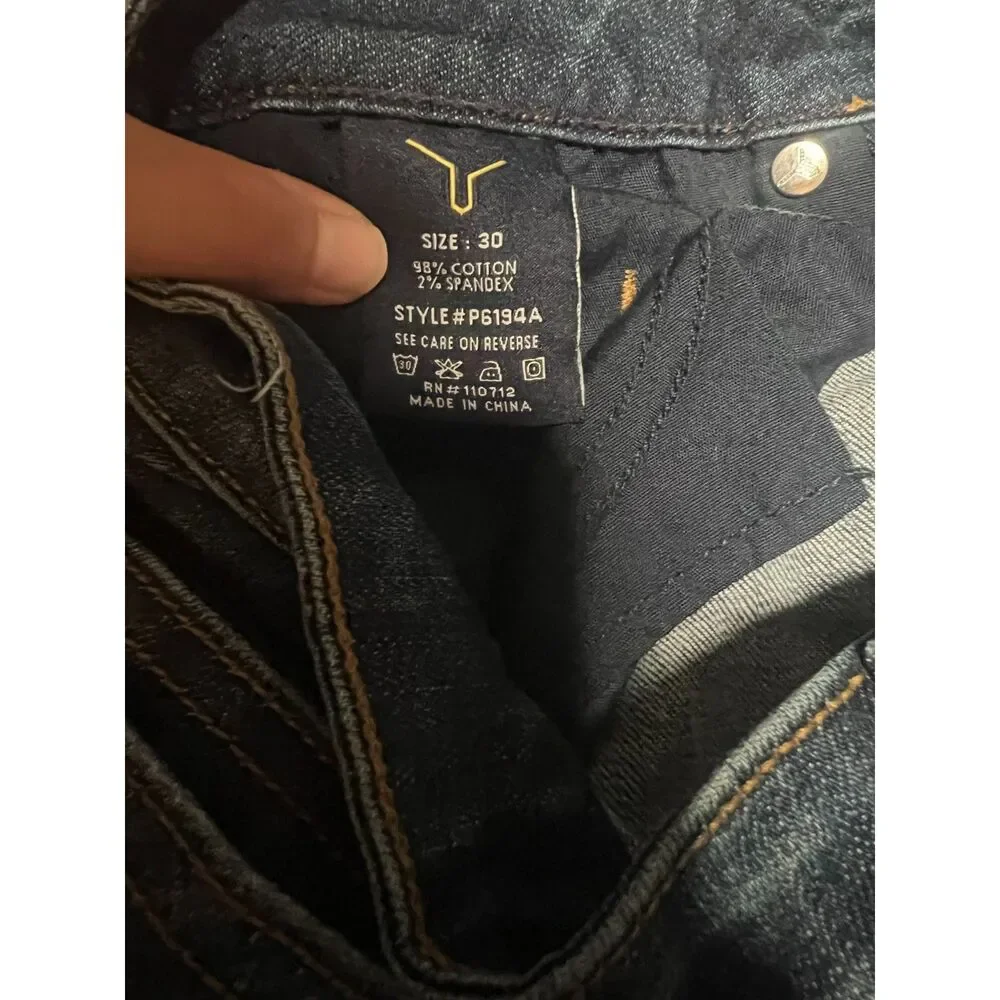 SIZE : 30
98% COTTON
2% SPANDEX
STYLE#P6194A
SEE CARE ON REVERSE
30
RN#110712
MADE IN CHINA